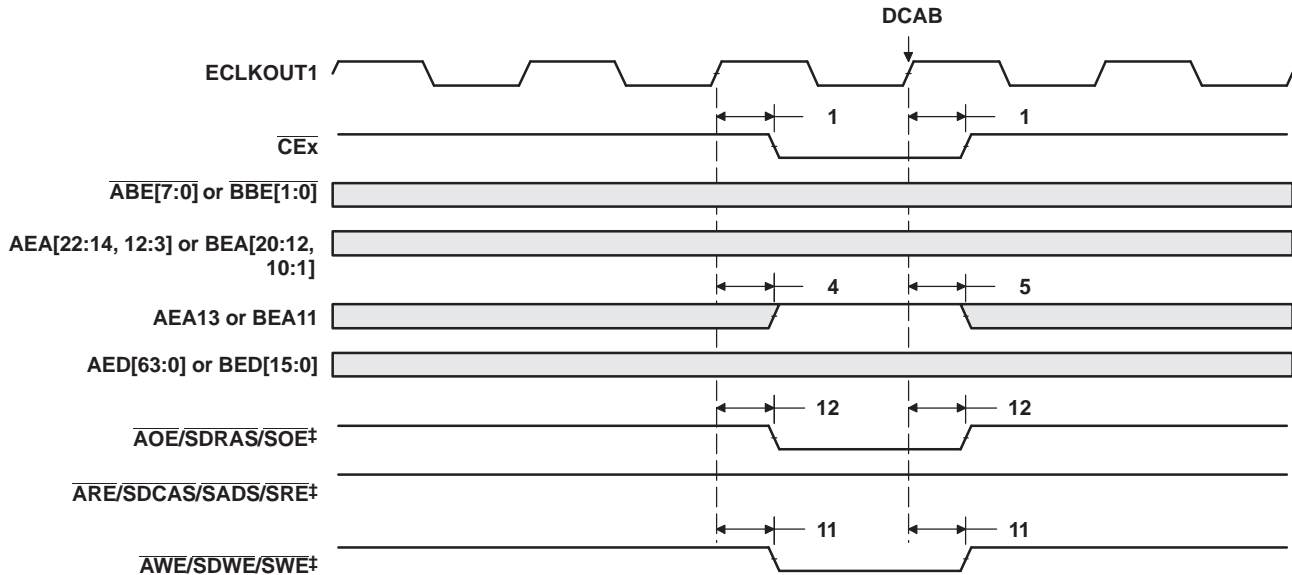 DCAB
ECLKOUT1
1 1
CEx
ABE[7:0] or BBE[1:0]
AEA[22:14, 12:3] or BEA[20:12,
10:1]
4 5
AEA13 or BEA11
AED[63:0] or BED[15:0]
12 12
AOE/SDRAS/SOE‡
ARE/SDCAS/SADS/SRE‡
11 11
AWE/SDWE/SWE‡